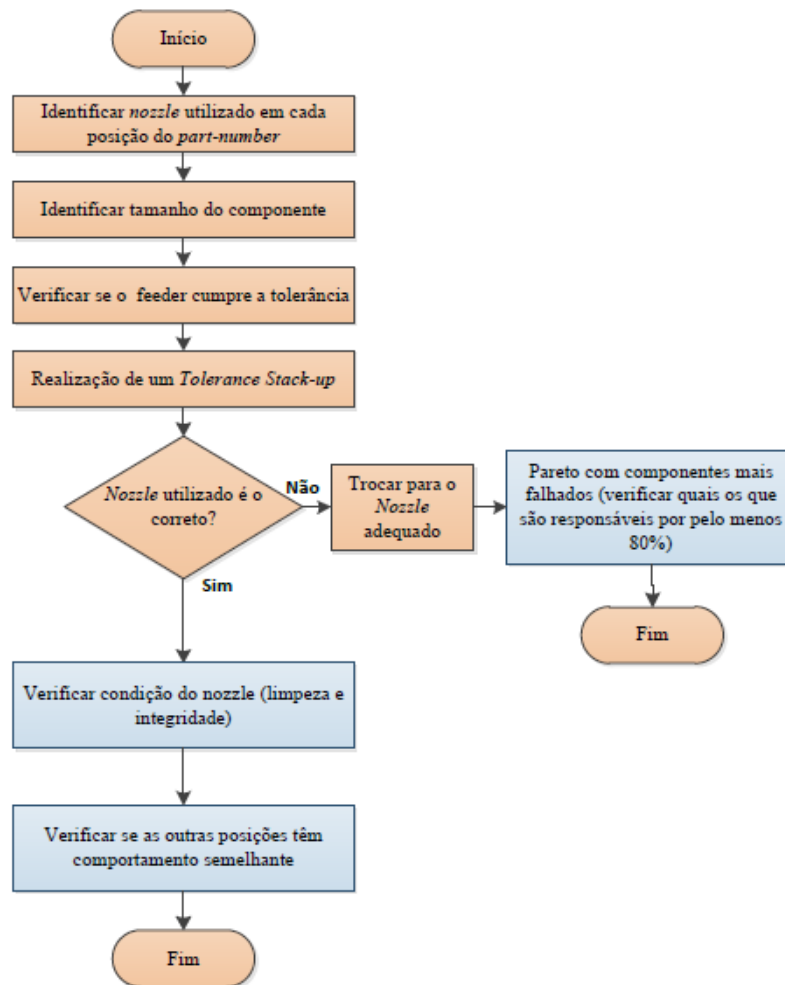 Início
Identificar nozzle utilizado em cada
posição do part-number
Identificar tamanho do componente
Verificar se o feeder cumpre a tolerância
Realização de um Tolerance Stack-up
Nozzle utilizado é o
correto?
Não
Trocar para o
Nozzle
adequado
Pareto com componentes mais
falhados (verificar quais os que
são responsáveis por pelo menos
80%)
Fim
Sim
Verificar condição do nozzle (limpeza e
integridade)
Verificar se as outras posições têm
comportamento semelhante
Fim